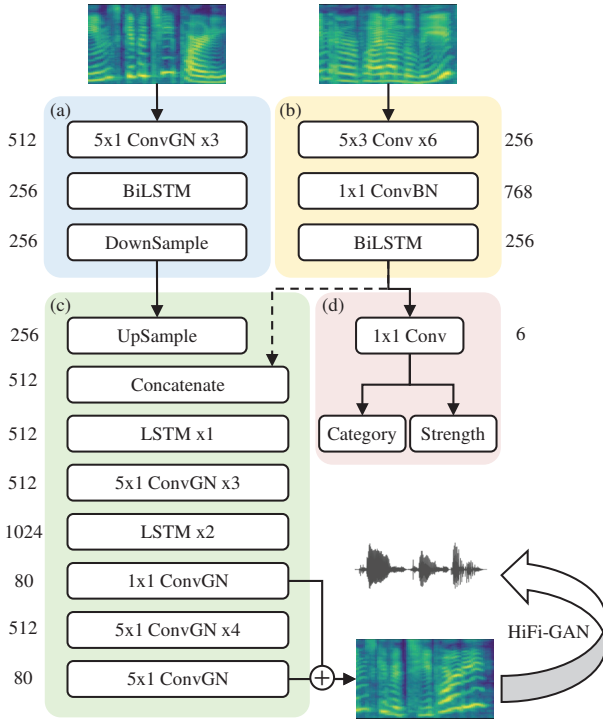 (a)
512
5x1 ConvGN x3
256
BiLSTM
256
DownSample
(b)
5x3 Conv x6
256
1x1 ConvBN
768
BiLSTM
256
(c)
256
UpSample
512
Concatenate
512
LSTM x1
512
5x1 ConvGN x3
1024
LSTM x2
80
1x1 ConvGN
512
5x1 ConvGN x4
80
5x1 ConvGN
(d)
1x1 Conv
6
Category
Strength
HiFi-GAN